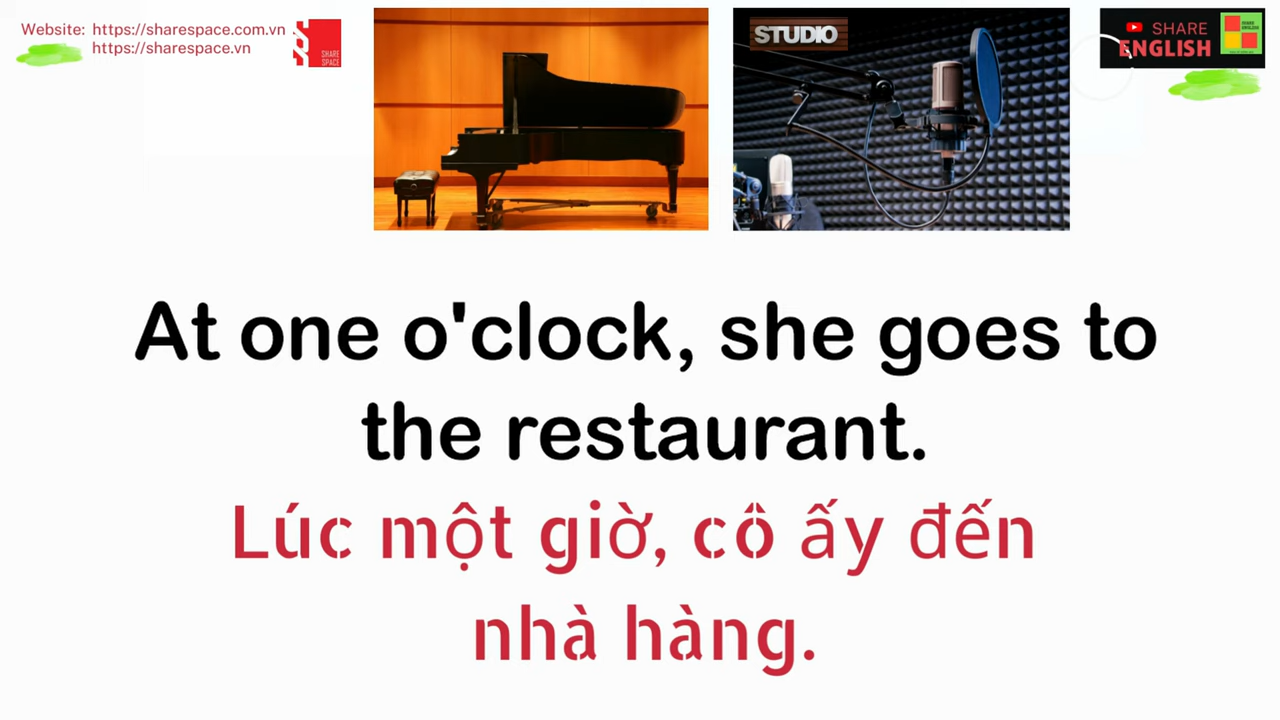 Website: https://sharespace.com.vn
https://sharespace.vn
SHARE
SPACE
STUDIO
SHARE
ENGLISH
At one o'clock, she goes to
the restaurant.
Lúc một giờ, cô ấy đến
nhà hàng.